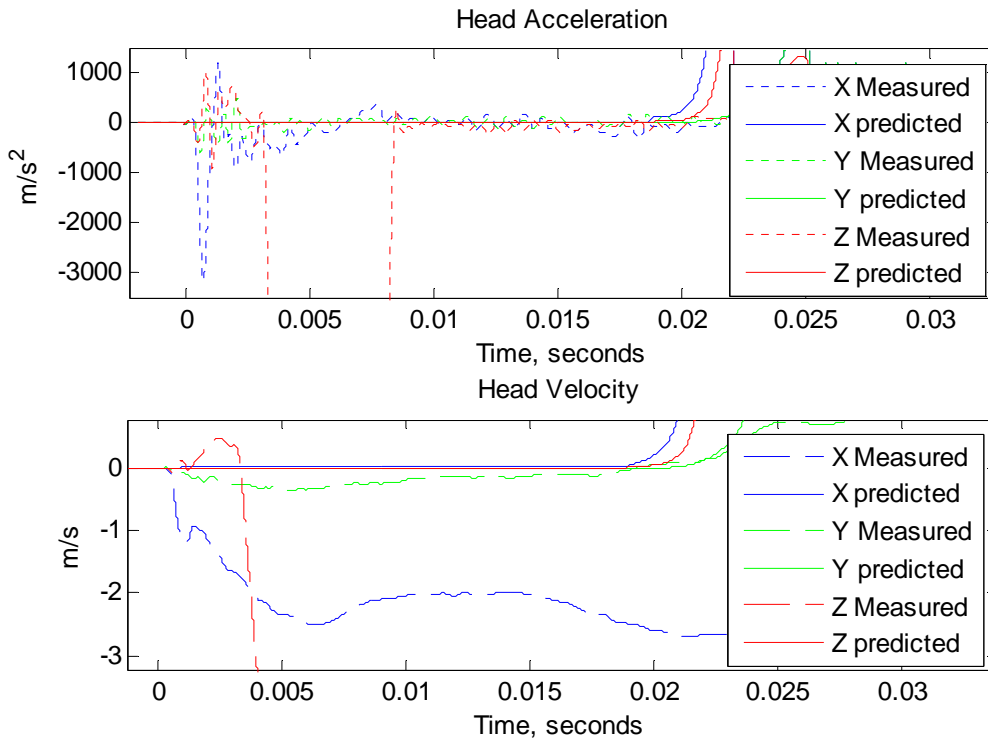 Head Acceleration
1000
0
-1000
-2000
-3000
m/s²
0 0.005 0.01 0.015 0.02 0.025 0.03
Time, seconds
X Measured
X predicted
Y Measured
Y predicted
Z Measured
Z predicted
Head Velocity
0
-1
-2
-3
m/s
0 0.005 0.01 0.015 0.02 0.025 0.03
Time, seconds
X Measured
X predicted
Y Measured
Y predicted
Z Measured
Z predicted